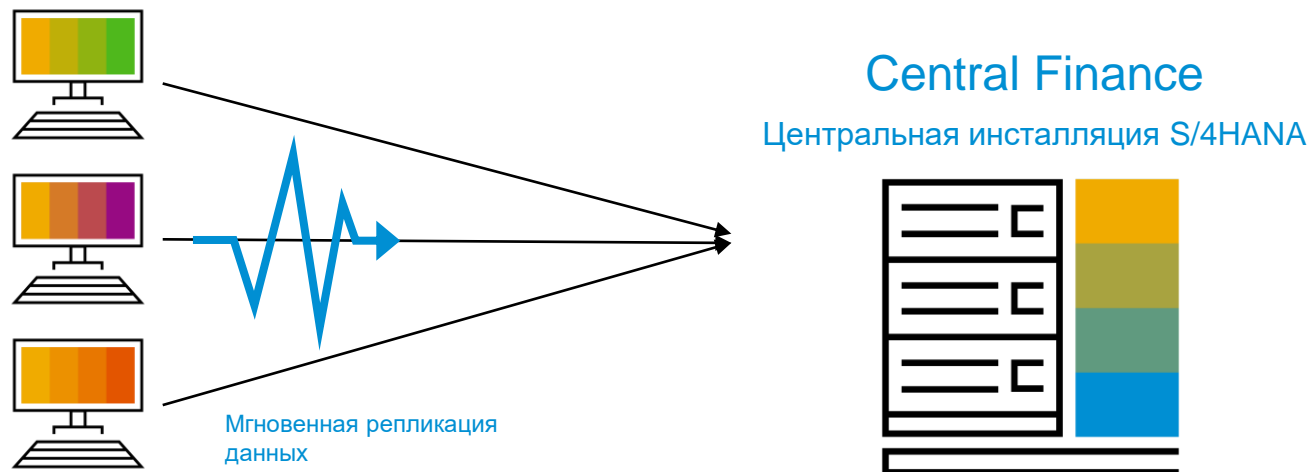 Central Finance
Центральная инсталляция S/4HANA
Мгновенная репликация
данных